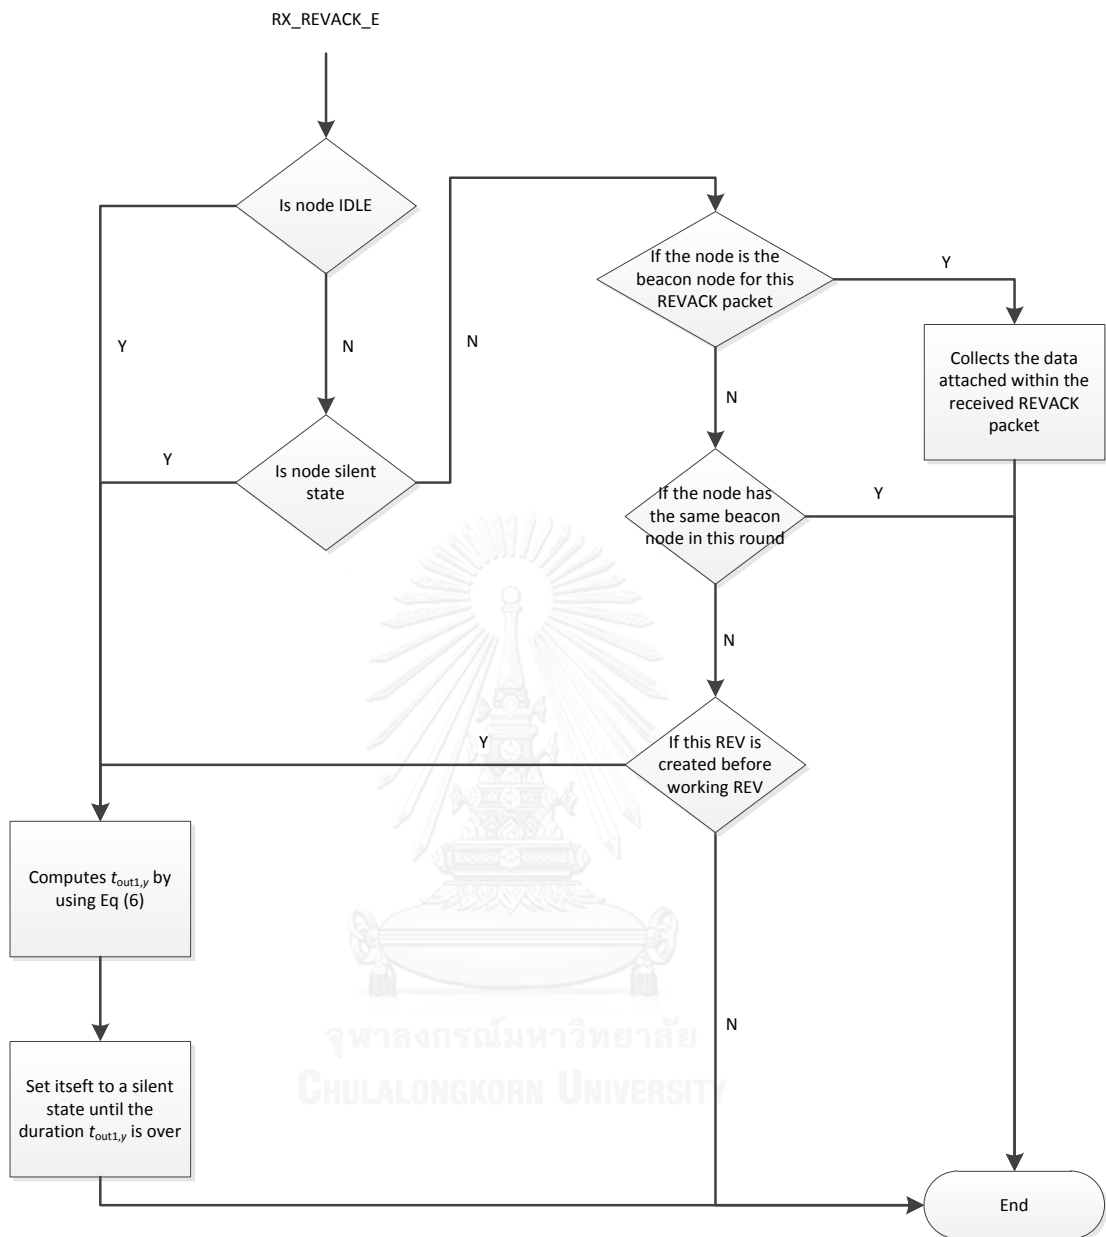 RX_REVACK_E
Is node IDLE
Y
N
Is node silent
state
Y
N
If the node is the
beacon node for this
REVACK packet
Y
N
Collects the data
attached within the
received REVACK
packet
If the node has
the same beacon
node in this round
Y
N
If this REV is
created before
working REV
Y
N
Computes tout1,y by
using Eq (6)
Set itseft to a silent
state until the
duration tout1,y is over
End
จุฬาลงกรณ์มหาวิทยาลัย
CHULALONGKORN UNIVERSITY